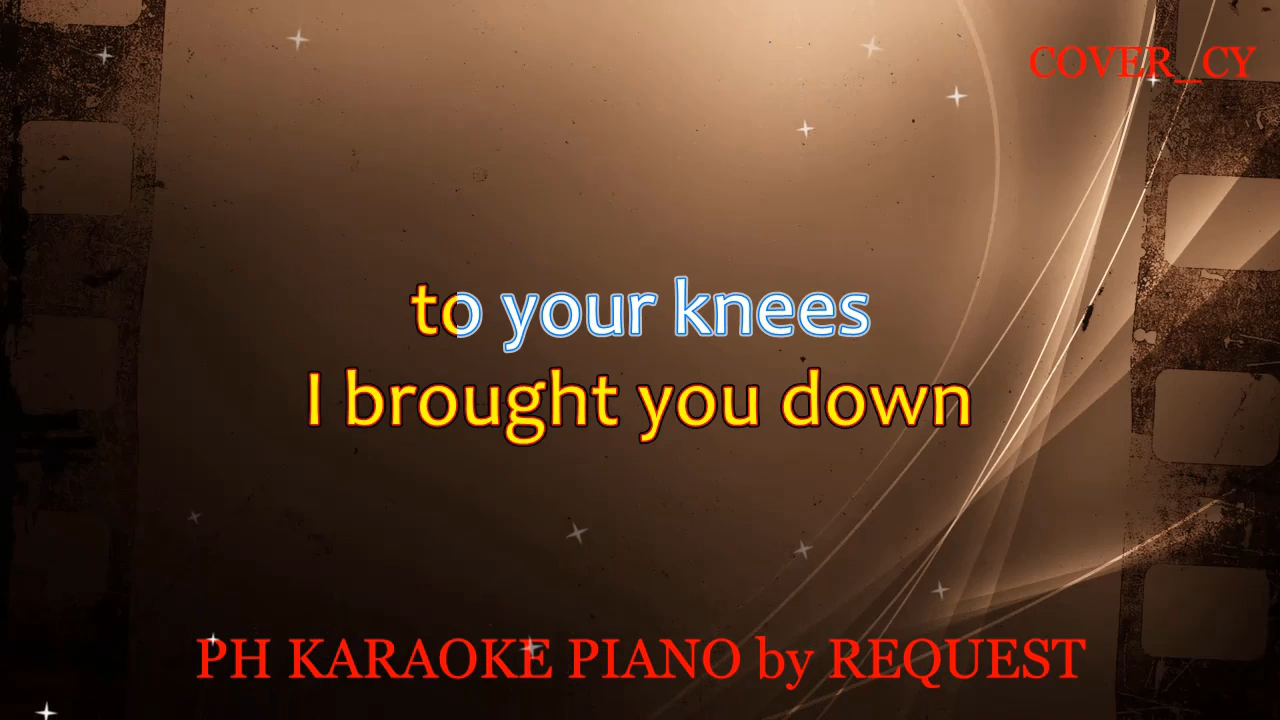 COVER_CY
to your knees
I brought you down
PH KARAOKE PIANO by REQUEST